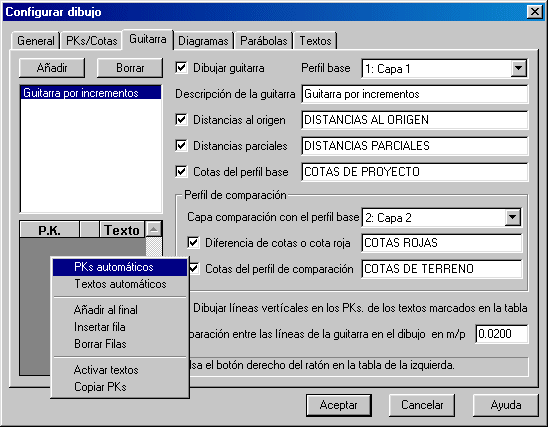 Configurar dibujo
General PKs/Cotas Guitarra Diagramas Parábolas Textos
Añadir Borrar
Guitarra por incrementos
Dibujar guitarra Perfil base 1: Capa 1
Descripción de la guitarra Guitarra por incrementos
Distancias al origen DISTANCIAS AL ORIGEN
Distancias parciales DISTANCIAS PARCIALES
Cotas del perfil base COTAS DE PROYECTO
Perfil de comparación
Capa comparación con el perfil base 2: Capa 2
Diferencia de cotas o cota roja COTAS ROJAS
Cotas del perfil de comparación COTAS DE TERRENO
P.K. Texto
PKs automáticos
Textos automáticos
Añadir al final
Insertar fila
Borrar Filas
Activar textos
Copiar PKs
Dibujar líneas vertícales en los PKs. de los textos marcados en la tabla
paración entre las líneas de la guitarra en el dibujo en m/p 0.0200
lsa el botón derecho del ratón en la tabla de la izquierda.
Aceptar Cancelar Ayuda